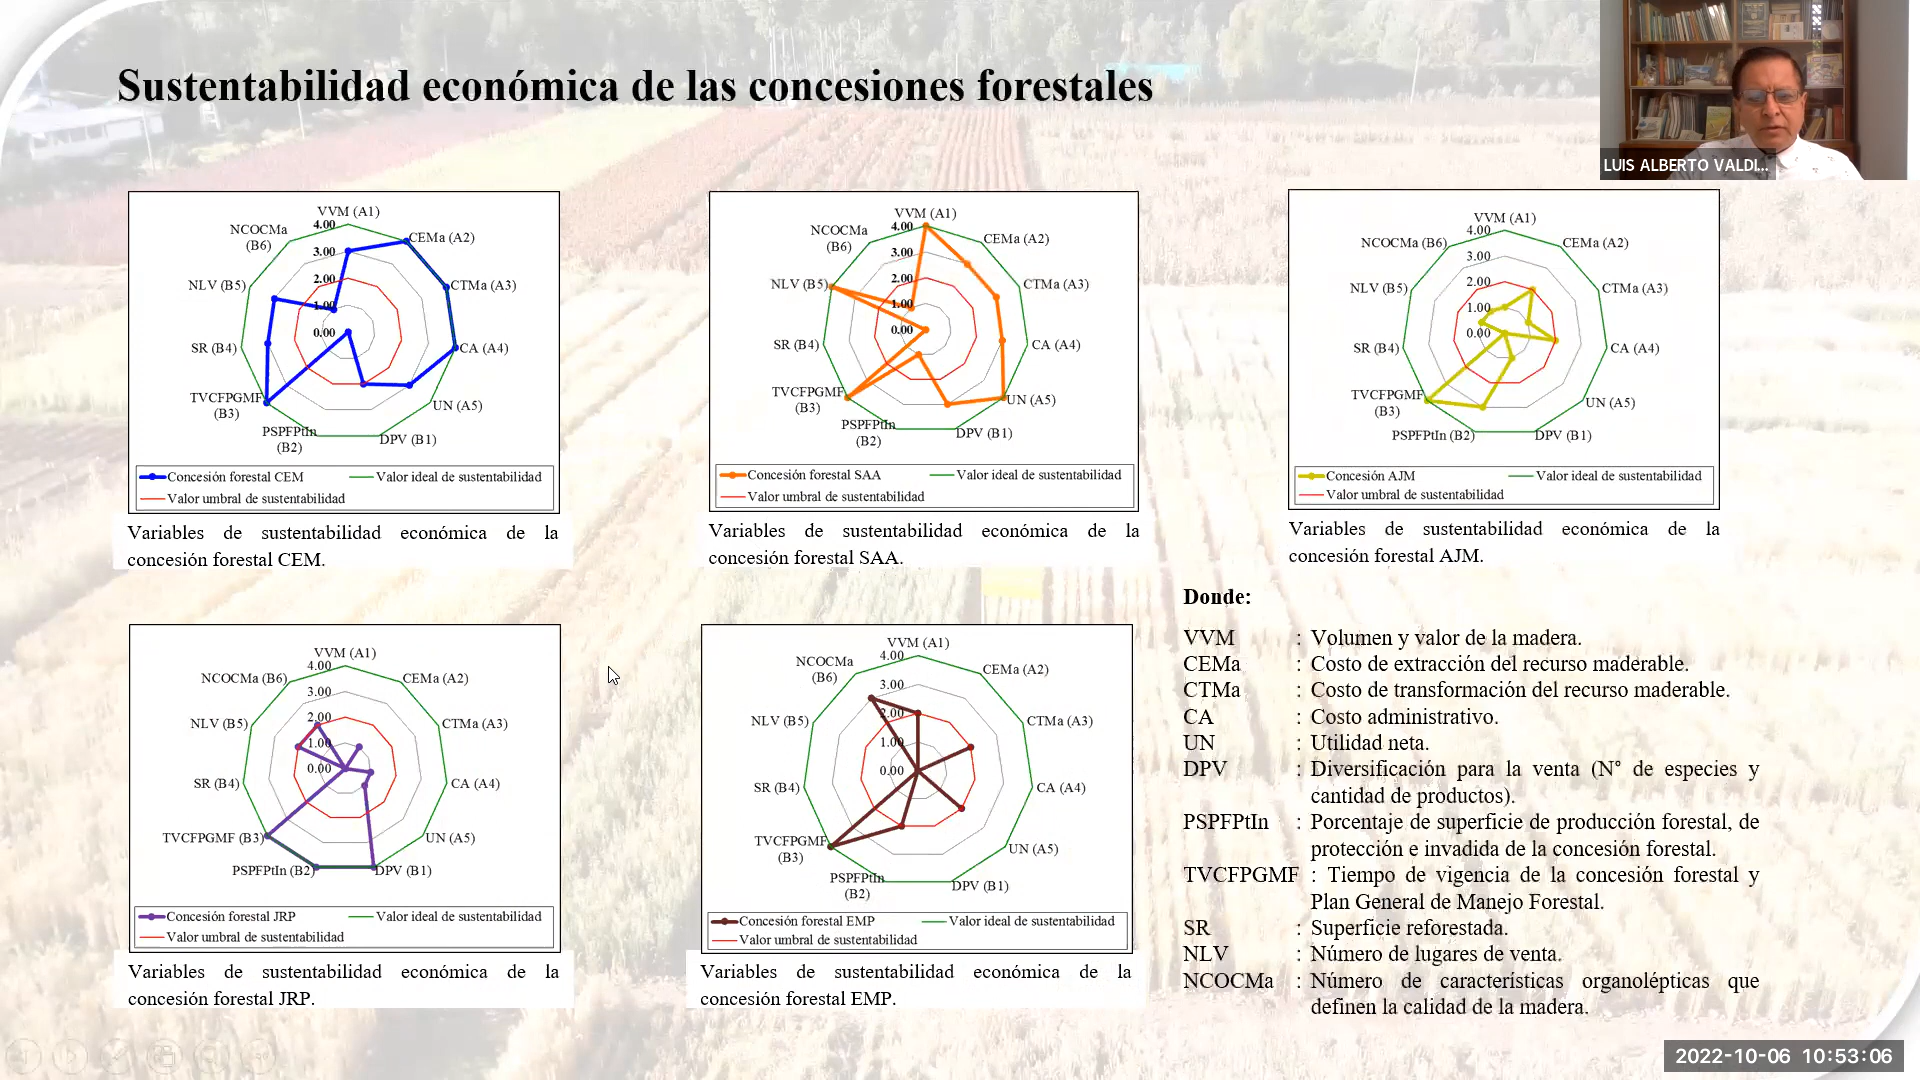 Sustentabilidad económica de las concesiones forestales
LUIS ALBERTO VALDI...
VVM (A1)
4.00
3.00
2.00
1.00
0.00
CEMa (A2)
CTMa (A3)
CA (A4)
UN (A5)
DPV (B1)
PSPFPtIn
(B2)
TVCFPGMF
(B3)
SR (B4)
NLV (B5)
NCOCMa
(B6)
Concesión forestal CEM
Valor ideal de sustentabilidad
Valor umbral de sustentabilidad
Variables de sustentabilidad económica de la
concesión forestal CEM.
VVM (A1)
4.00
3.00
2.00
1.00
0.00
CEMa (A2)
CTMa (A3)
CA (A4)
UN (A5)
DPV (B1)
PSPFPtIn
(B2)
TVCFPGMF
(B3)
SR (B4)
NLV (B5)
NCOCMa
(B6)
Concesión forestal SAA
Valor ideal de sustentabilidad
Valor umbral de sustentabilidad
Variables de sustentabilidad económica de la
concesión forestal SAA.
VVM (A1)
4.00
3.00
2.00
1.00
0.00
CEMa (A2)
CTMa (A3)
CA (A4)
UN (A5)
DPV (B1)
PSPFPtIn (B2)
TVCFPGMF
(B3)
SR (B4)
NLV (B5)
NCOCMa (B6)
Concesión AJM
Valor ideal de sustentabilidad
Valor umbral de sustentabilidad
Variables de sustentabilidad económica de la
concesión forestal AJM.
VVM (A1)
4.00
3.00
2.00
1.00
0.00
CEMa (A2)
CTMa (A3)
CA (A4)
UN (A5)
DPV (B1)
PSPFPtIn (B2)
TVCFPGMF (B3)
SR (B4)
NLV (B5)
NCOCMa (B6)
Concesión forestal JRP
Valor ideal de sustentabilidad
Valor umbral de sustentabilidad
Variables de sustentabilidad económica de la
concesión forestal JRP.
VVM (A1)
4.00
3.00
2.00
1.00
0.00
CEMa (A2)
CTMa (A3)
CA (A4)
UN (A5)
DPV (B1)
PSPFPtIn
(B2)
TVCFPGMF
(B3)
SR (B4)
NLV (B5)
NCOCMa
(B6)
Concesión forestal EMP
Valor ideal de sustentabilidad
Valor umbral de sustentabilidad
Variables de sustentabilidad económica de la
concesión forestal EMP.
Donde:
VVM : Volumen y valor de la madera.
CEMa : Costo de extracción del recurso maderable.
CTMa : Costo de transformación del recurso maderable.
CA : Costo administrativo.
UN : Utilidad neta.
DPV : Diversificación para la venta (N° de especies y
cantidad de productos).
PSPFPtIn : Porcentaje de superficie de producción forestal, de
protección e invadida de la concesión forestal.
TVCFPGMF : Tiempo de vigencia de la concesión forestal y
Plan General de Manejo Forestal.
SR : Superficie reforestada.
NLV : Número de lugares de venta.
NCOCMa : Número de características organolépticas que
definen la calidad de la madera.
2022-10-06 10:53:06